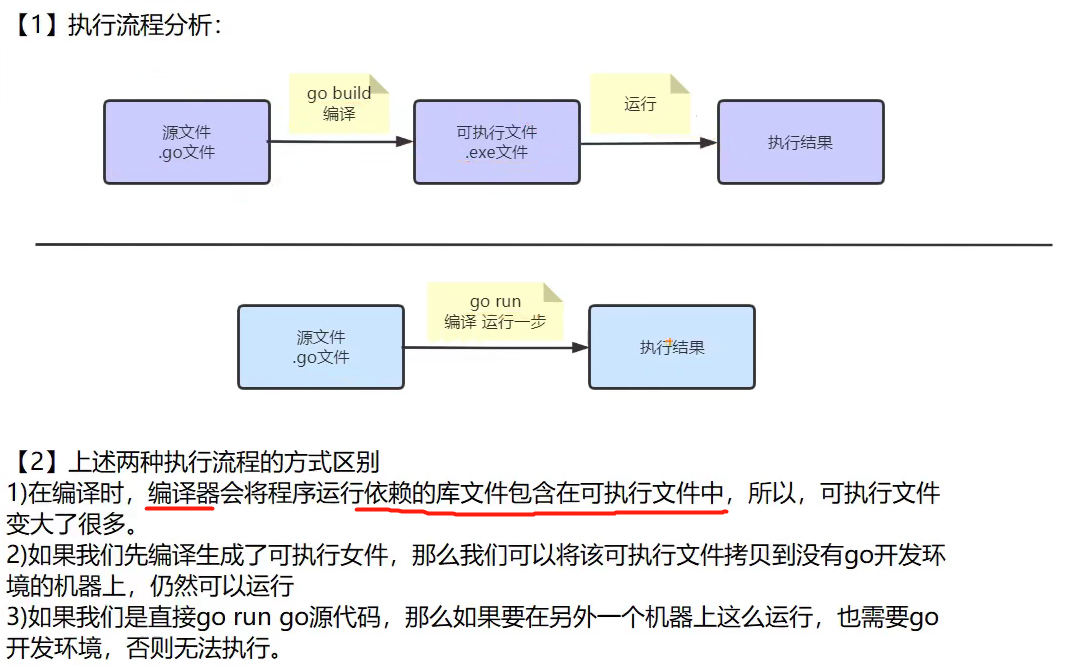 【1】执行流程分析：
go build
编译
运行
源文件
.go文件
可执行文件
.exe文件
执行结果
go run
编译 运行一步
源文件
.go文件
执行结果
【2】上述两种执行流程的方式区别
1)在编译时，编译器会将程序运行依赖的库文件包含在可执行文件中，所以，可执行文件
变大了很多。
2)如果我们先编译生成了可执行女件，那么我们可以将该可执行文件拷贝到没有go开发环
境的机器上，仍然可以运行
3)如果我们是直接go run go源代码，那么如果要在另外一个机器上这么运行，也需要go
开发环境，否则无法执行。